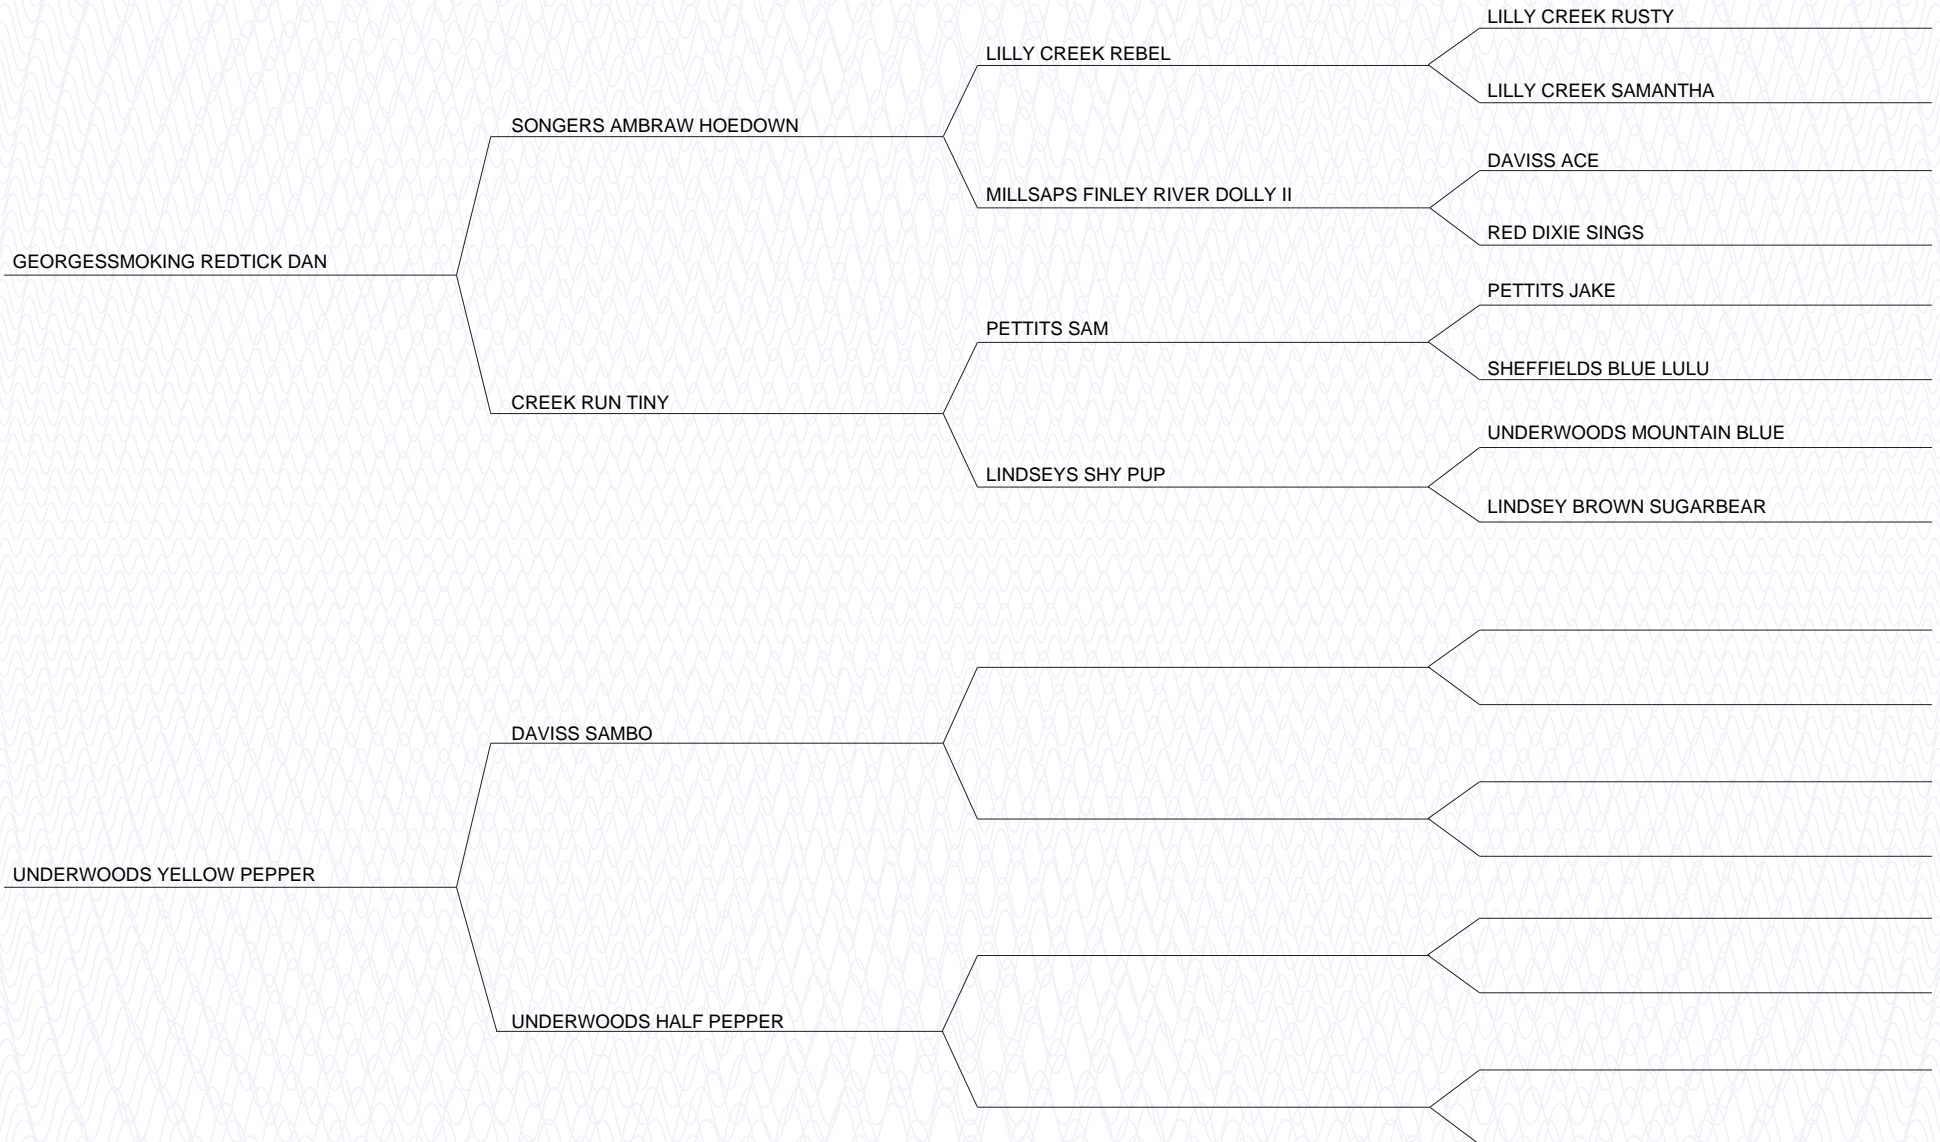 LILLY CREEK RUSTY
LILLY CREEK REBEL
LILLY CREEK SAMANTHA
SONGERS AMBRAW HOEDOWN
DAVISS ACE
MILLSAPS FINLEY RIVER DOLLY II
RED DIXIE SINGS
GEORGESSMOKING REDTICK DAN
PETTITS JAKE
PETTITS SAM
SHEFFIELDS BLUE LULU
CREEK RUN TINY
UNDERWOODS MOUNTAIN BLUE
LINDSEYS SHY PUP
LINDSEY BROWN SUGARBEAR
DAVISS SAMBO
UNDERWOODS YELLOW PEPPER
UNDERWOODS HALF PEPPER